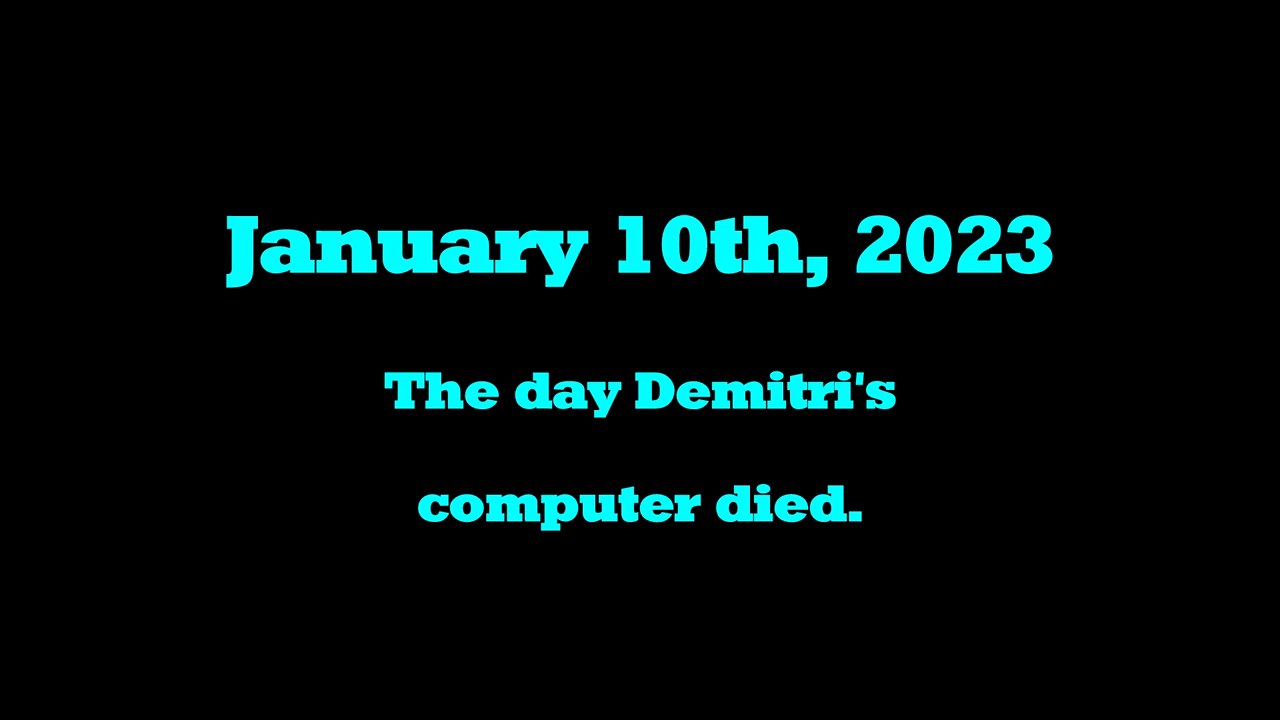 January 10th, 2023
The day Demitri's
computer died.